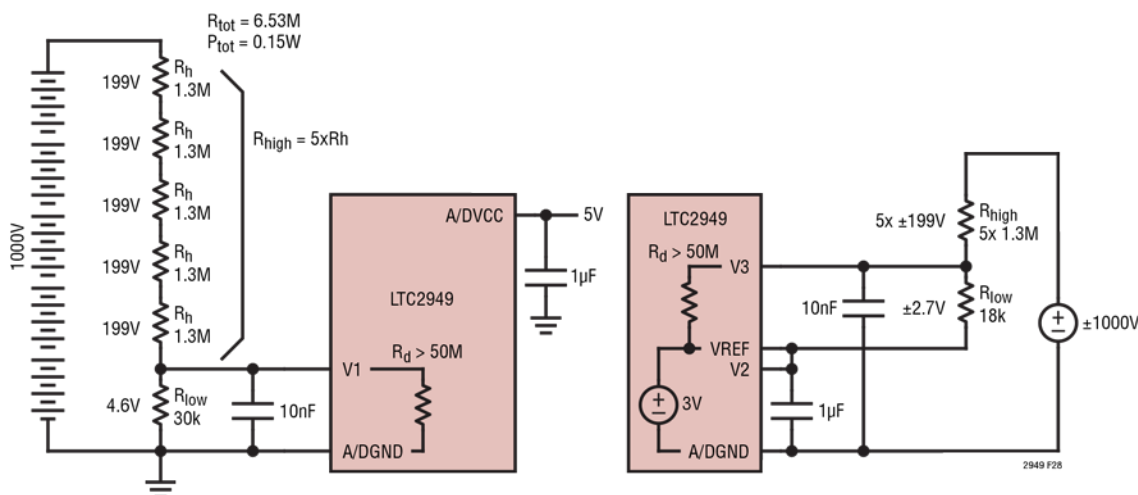 Rtot = 6.53M
Ptot = 0.15W
1000V
199V
Rh
1.3M
199V
Rh
1.3M
199V
Rh
1.3M
199V
Rh
1.3M
199V
Rh
1.3M
Rhigh = 5xRh
4.6V
Rlow
30k
10nF
A/DVCC
5V
1µF
LTC2949
Rd > 50M
V1
A/DGND
LTC2949
Rd > 50M
V3
VREF
V2
3V
A/DGND
10nF
1µF
5x ±199V
Rhigh
5x 1.3M
±2.7V
Rlow
18k
±1000V
2949 F28